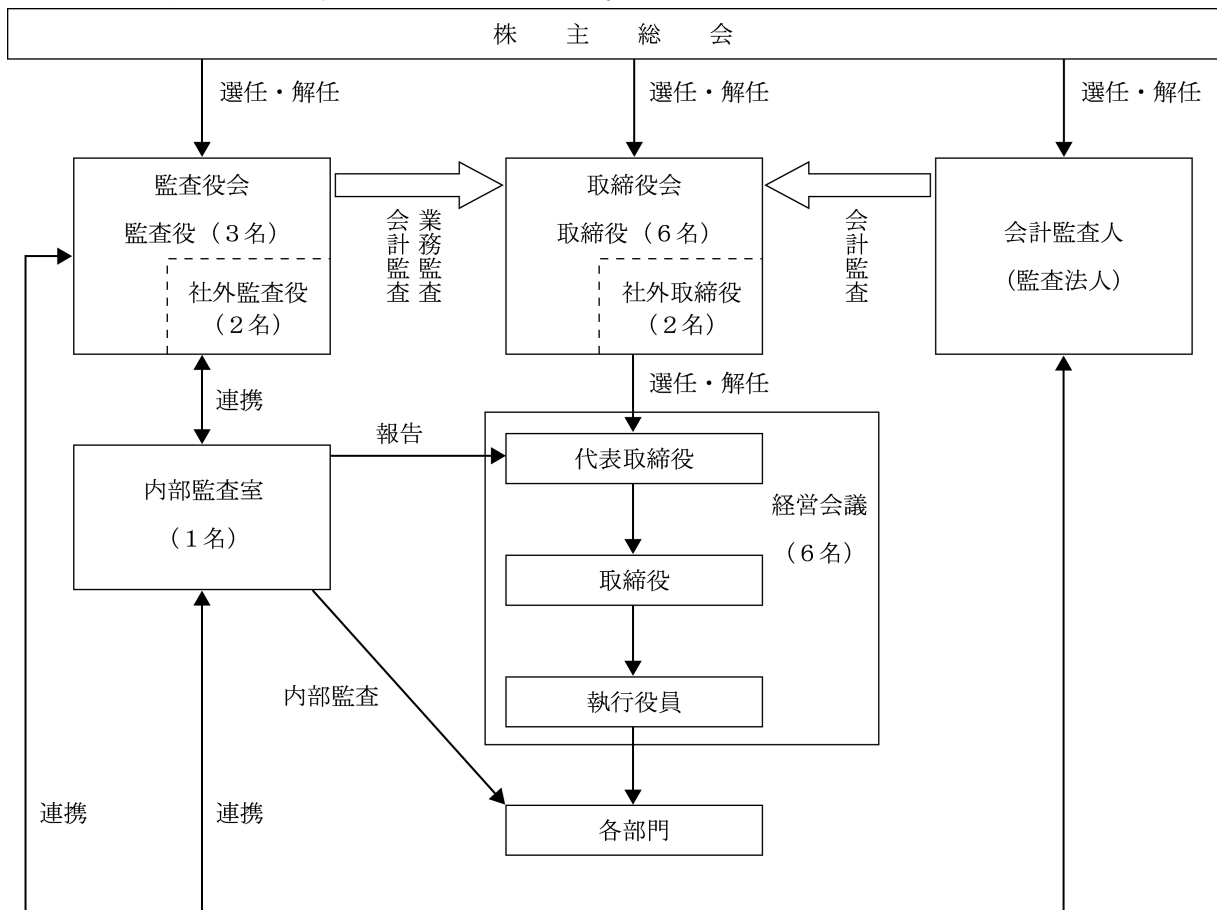 株主総会
選任・解任
選任・解任
選任・解任
監査役会
監査役（３名）
社外監査役
（２名）
業務監査
会計監査
取締役会
取締役（６名）
社外取締役
（２名）
会計監査
会計監査人
（監査法人）
連携
選任・解任
報告
内部監査室
（１名）
代表取締役
経営会議
（６名）
取締役
執行役員
内部監査
連携
連携
各部門